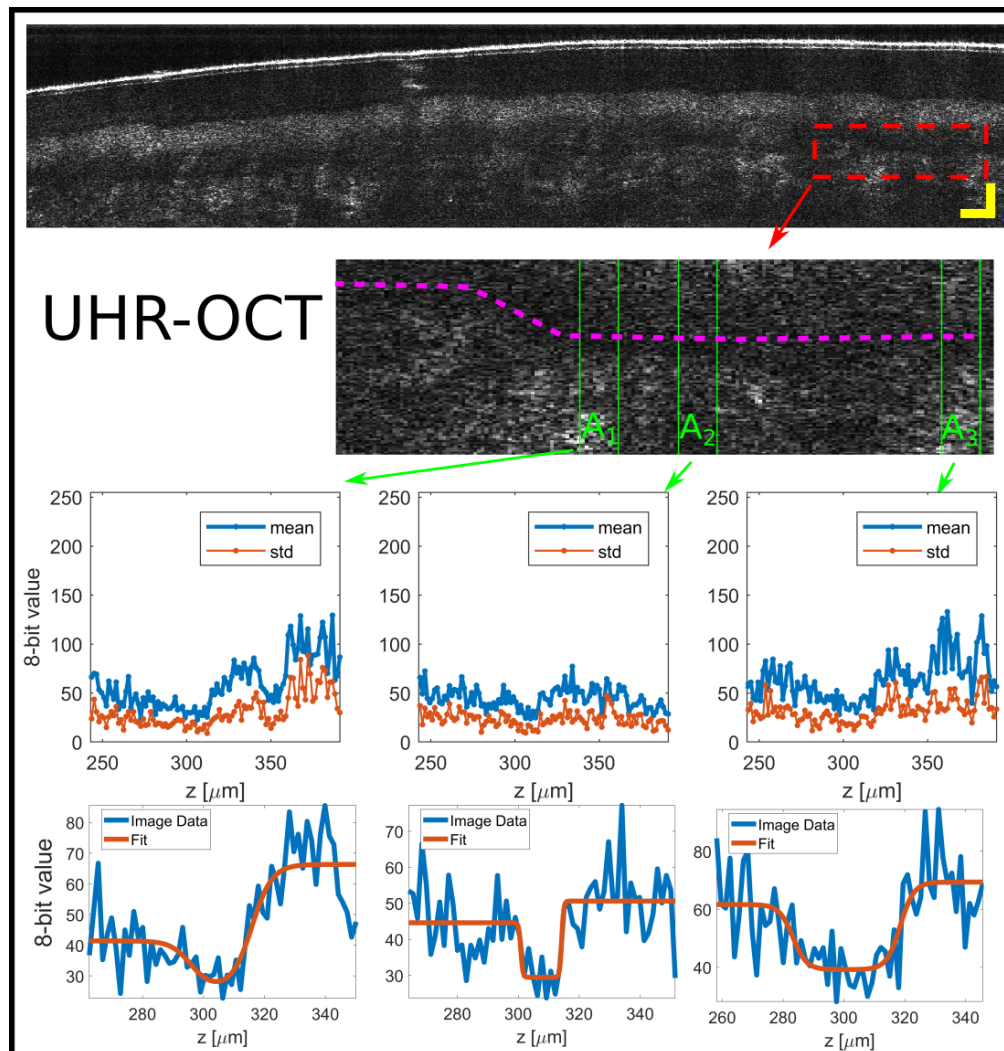 UHR-OCT
A1 A2 A3
250
200
150
100
50
0
8-bit value
mean
std
250 300 350
z [μm]
250
200
150
100
50
0
mean
std
250 300 350
z [μm]
250
200
150
100
50
0
mean
std
250 300 350
z [μm]
80
70
60
50
40
30
8-bit value
Image Data
Fit
280 300 320 340
z [μm]
70
60
50
40
30
Image Data
Fit
280 300 320 340
z [μm]
80
60
40
Image Data
Fit
260 280 300 320 340
z [μm]